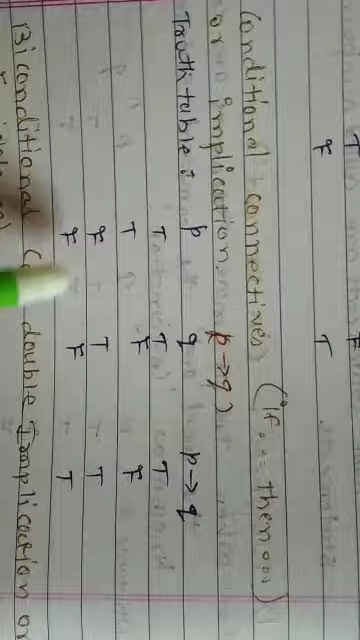 T F
F T
Conditional connectives (if... then...)
or implication. (p→q)
Truth table :
p q p→q
T T T
T F F
F T T
F F T
Biconditional double Implication or